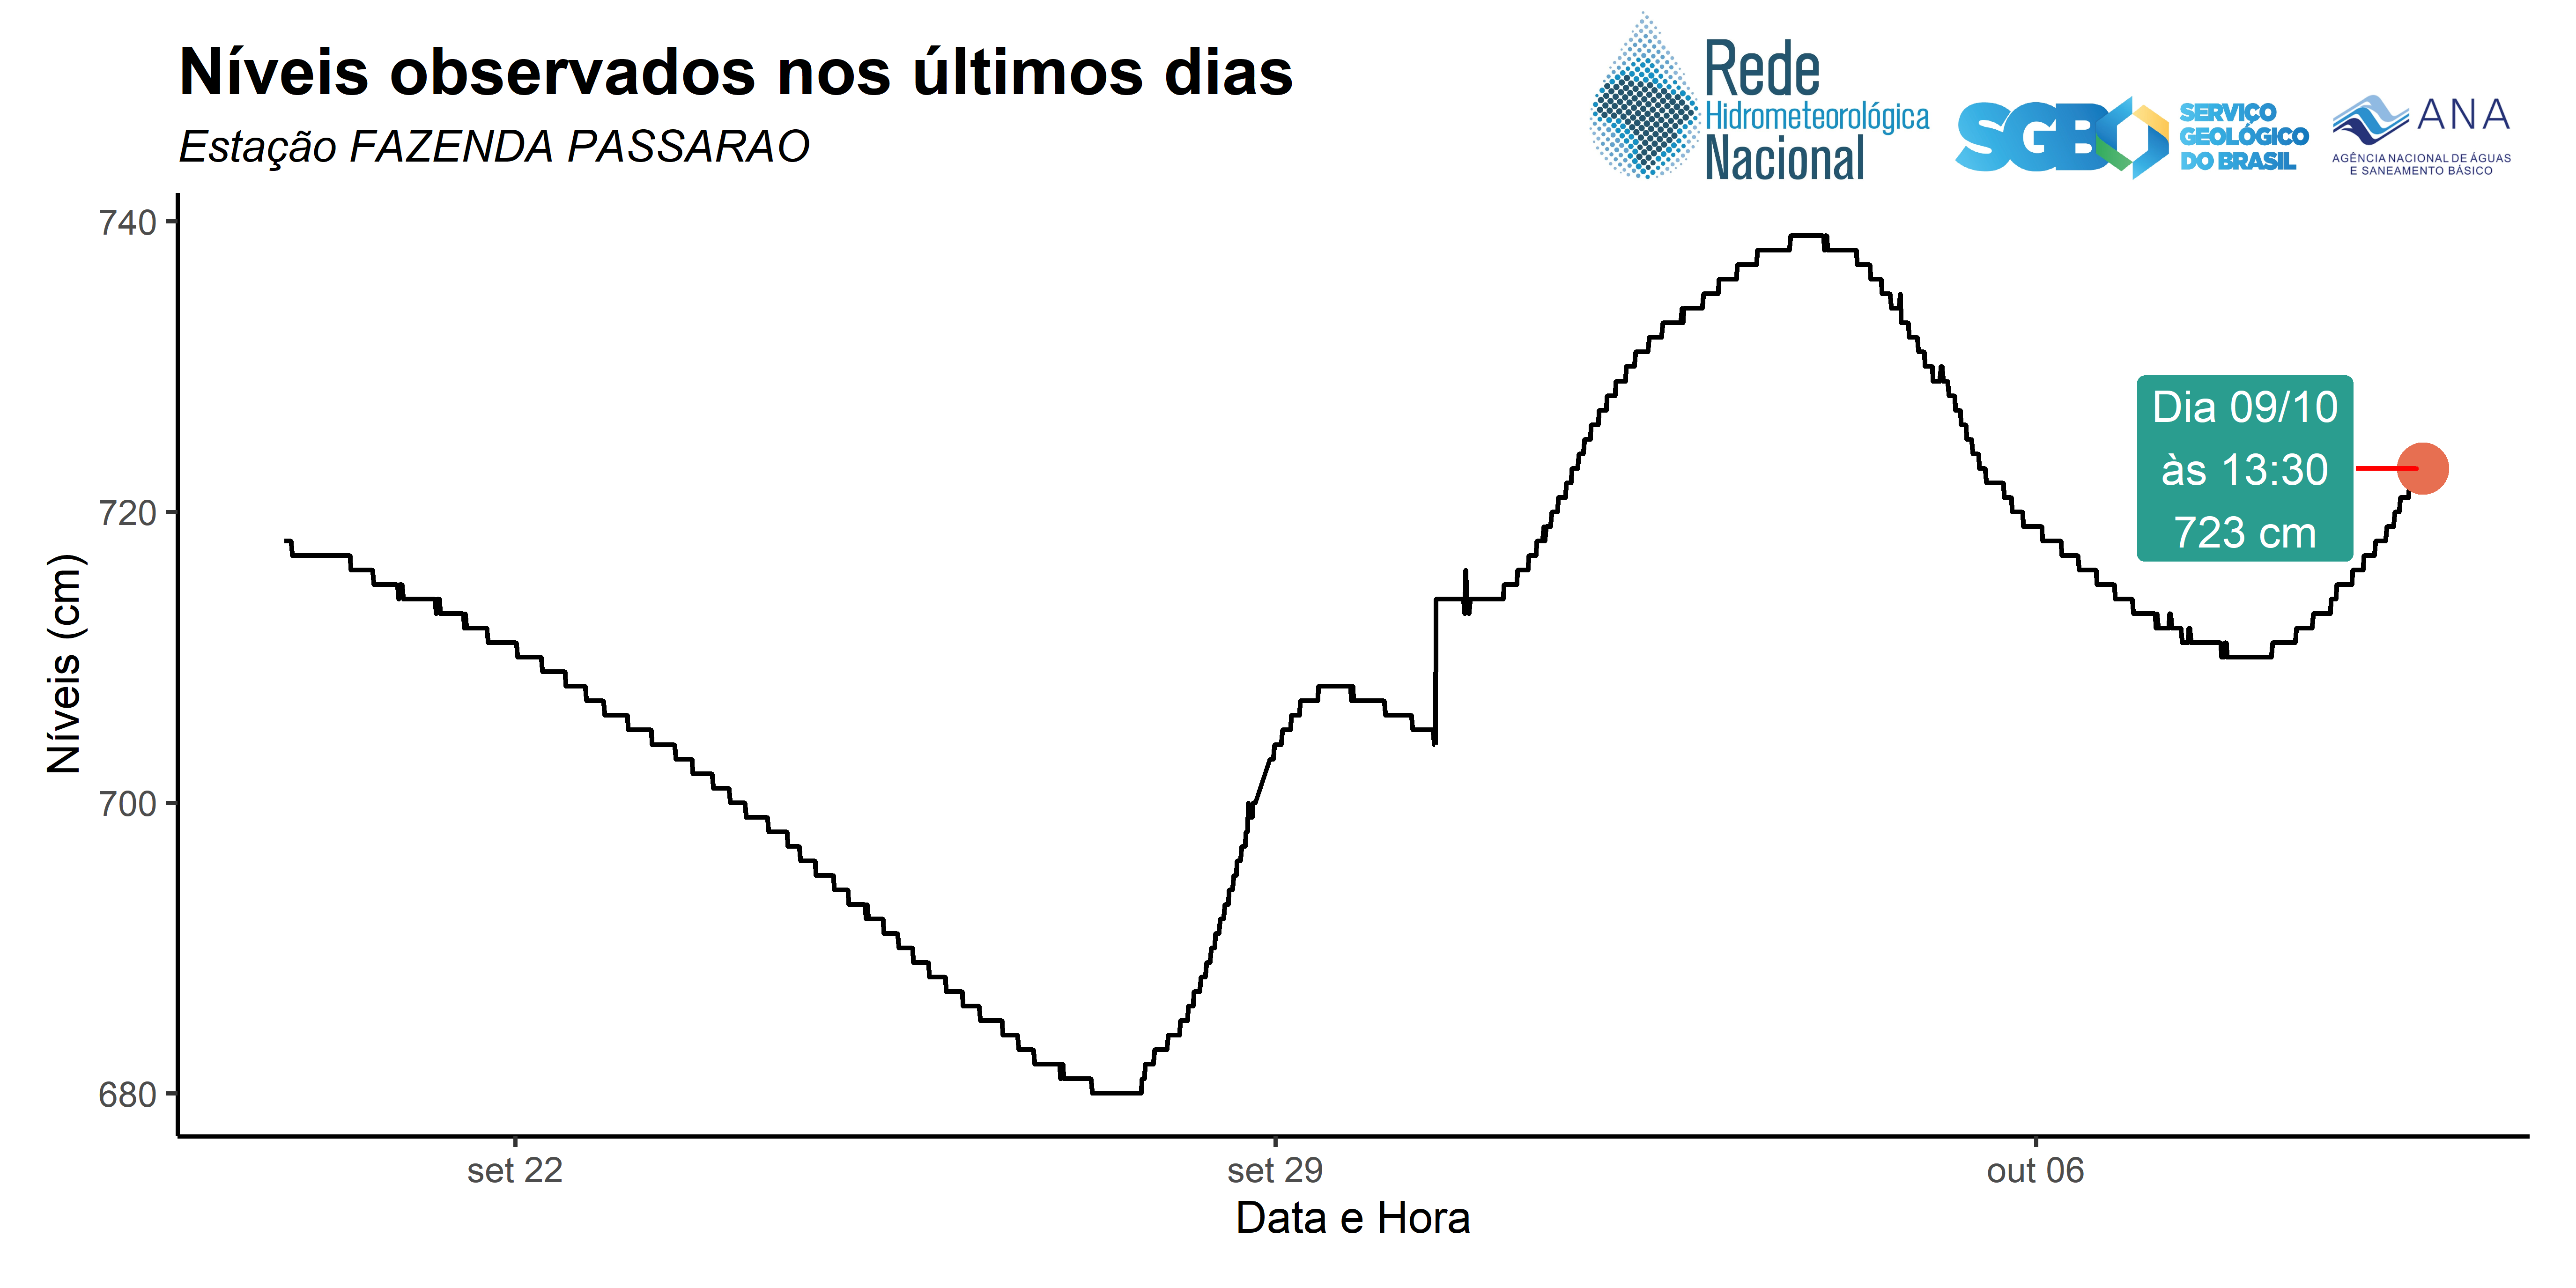 Níveis observados nos últimos dias
Estação FAZENDA PASSARAO
Rede
Hidrometeorológica
Nacional
SGB
SERVIÇO
GEOLÓGICO
DO BRASIL
ANA
AGÊNCIA NACIONAL DE ÁGUAS
E SANEAMENTO BÁSICO
740
720
700
680
Níveis (cm)
Dia 09/10
às 13:30
723 cm
set 22
set 29
out 06
Data e Hora